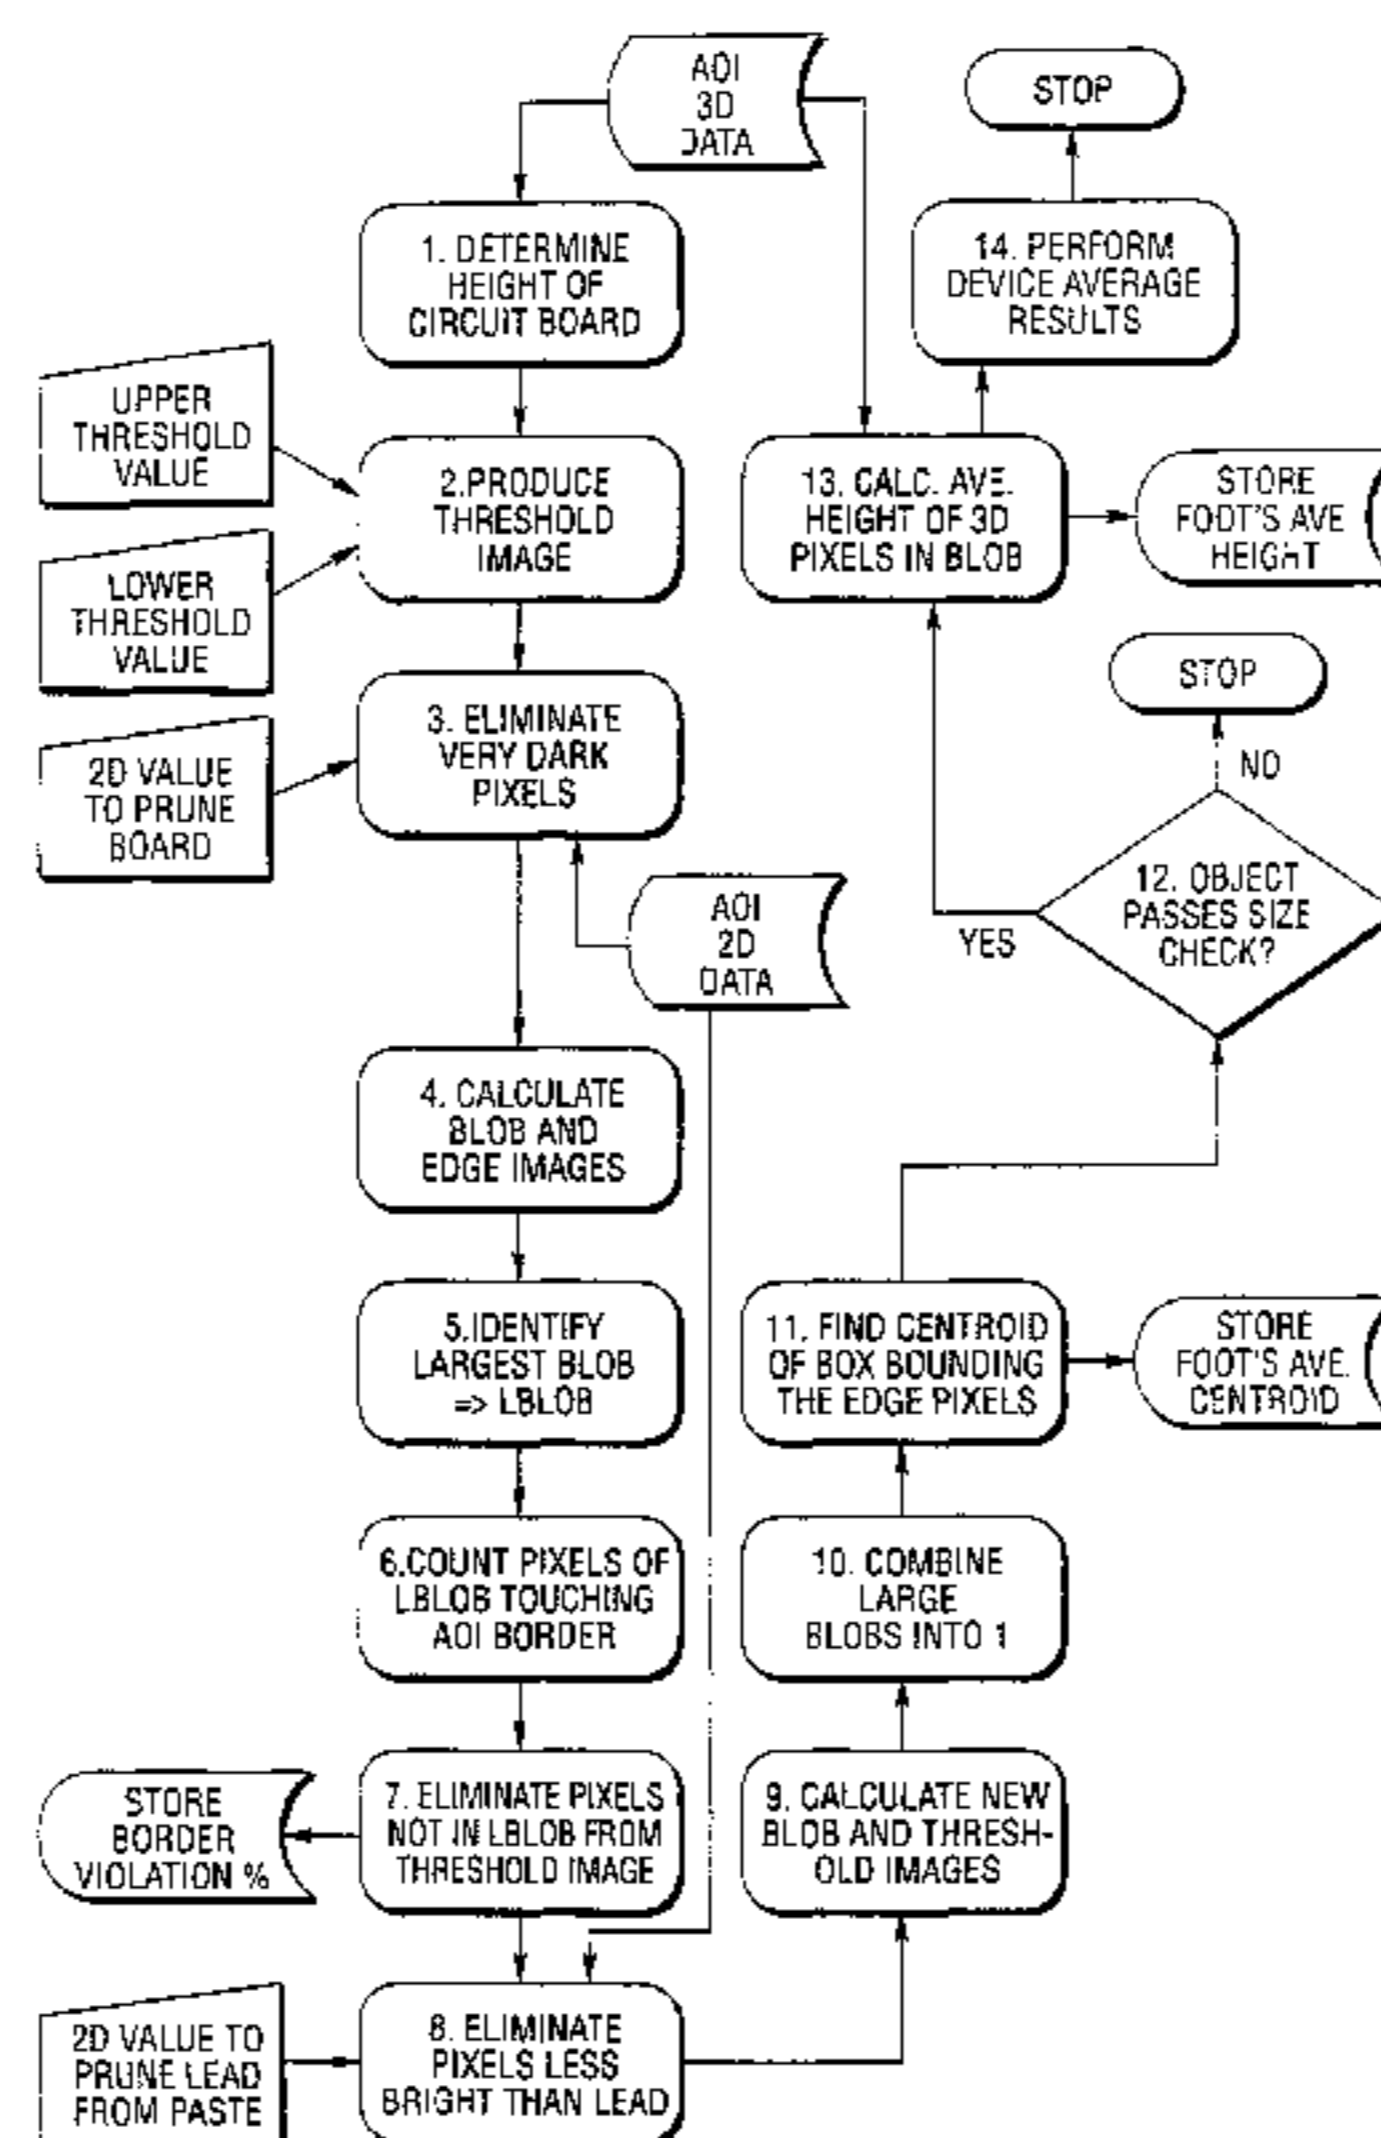 AOI
3D
DATA
STOP
1. DETERMINE
HEIGHT OF
CIRCUIT BOARD
14. PERFORM
DEVICE AVERAGE
RESULTS
UPPER
THRESHOLD
VALUE
2.PRODUCE
THRESHOLD
IMAGE
13. CALC. AVE.
HEIGHT OF 3D
PIXELS IN BLOB
STORE
FOOT'S AVE
HEIGHT
LOWER
THRESHOLD
VALUE
STOP
3. ELIMINATE
VERY DARK
PIXELS
2D VALUE
TO PRUNE
BOARD
NO
12. OBJECT
PASSES SIZE
CHECK?
YES
AOI
2D
DATA
4. CALCULATE
BLOB AND
EDGE IMAGES
5.IDENTIFY
LARGEST BLOB
=> LBLOB
11. FIND CENTROID
OF BOX BOUNDING
THE EDGE PIXELS
STORE
FOOT'S AVE.
CENTROID
6.COUNT PIXELS OF
LBLOB TOUCHING
AOI BORDER
10. COMBINE
LARGE
BLOBS INTO 1
STORE
BORDER
VIOLATION %
7. ELIMINATE PIXELS
NOT IN LBLOB FROM
THRESHOLD IMAGE
9. CALCULATE NEW
BLOB AND THRESH-
OLD IMAGES
2D VALUE TO
PRUNE LEAD
FROM PASTE
8. ELIMINATE
PIXELS LESS
BRIGHT THAN LEAD